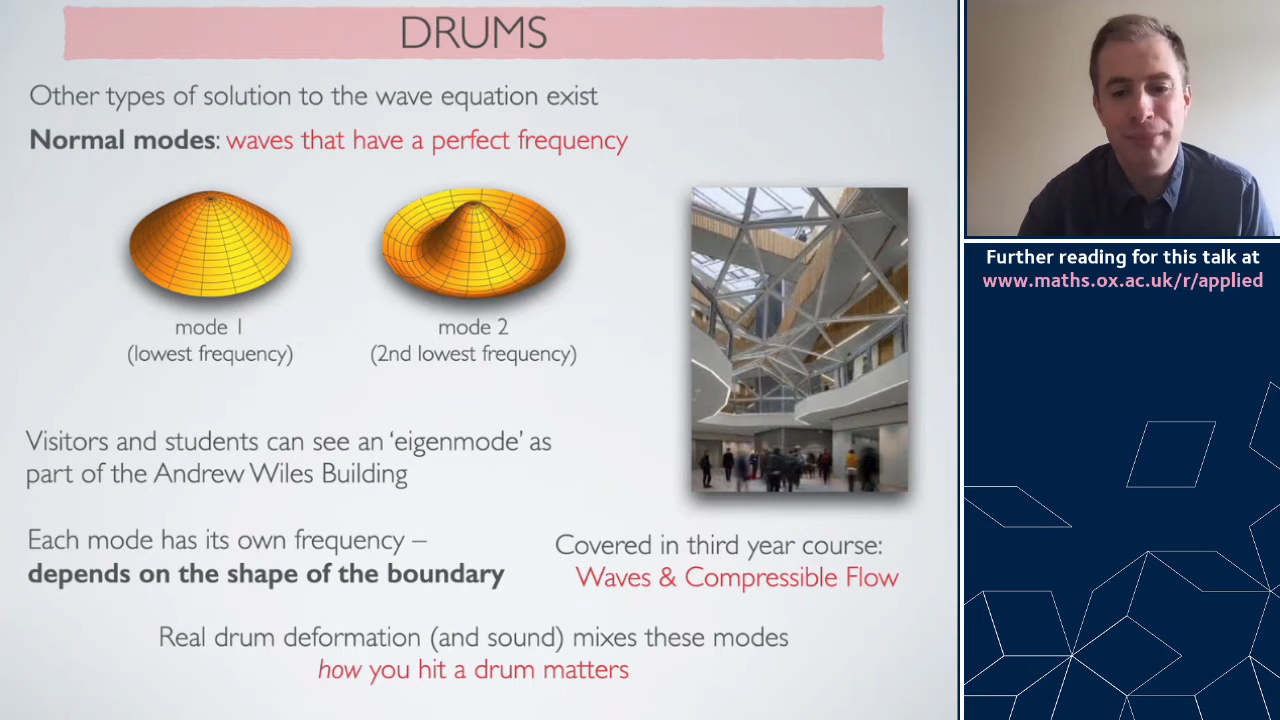 DRUMS
Other types of solution to the wave equation exist
Normal modes: waves that have a perfect frequency
mode 1
(lowest frequency)
mode 2
(2nd lowest frequency)
Visitors and students can see an ‘eigenmode’ as
part of the Andrew Wiles Building
Each mode has its own frequency –
depends on the shape of the boundary
Covered in third year course:
Waves & Compressible Flow
Real drum deformation (and sound) mixes these modes
how you hit a drum matters
Further reading for this talk at
www.maths.ox.ac.uk/r/applied